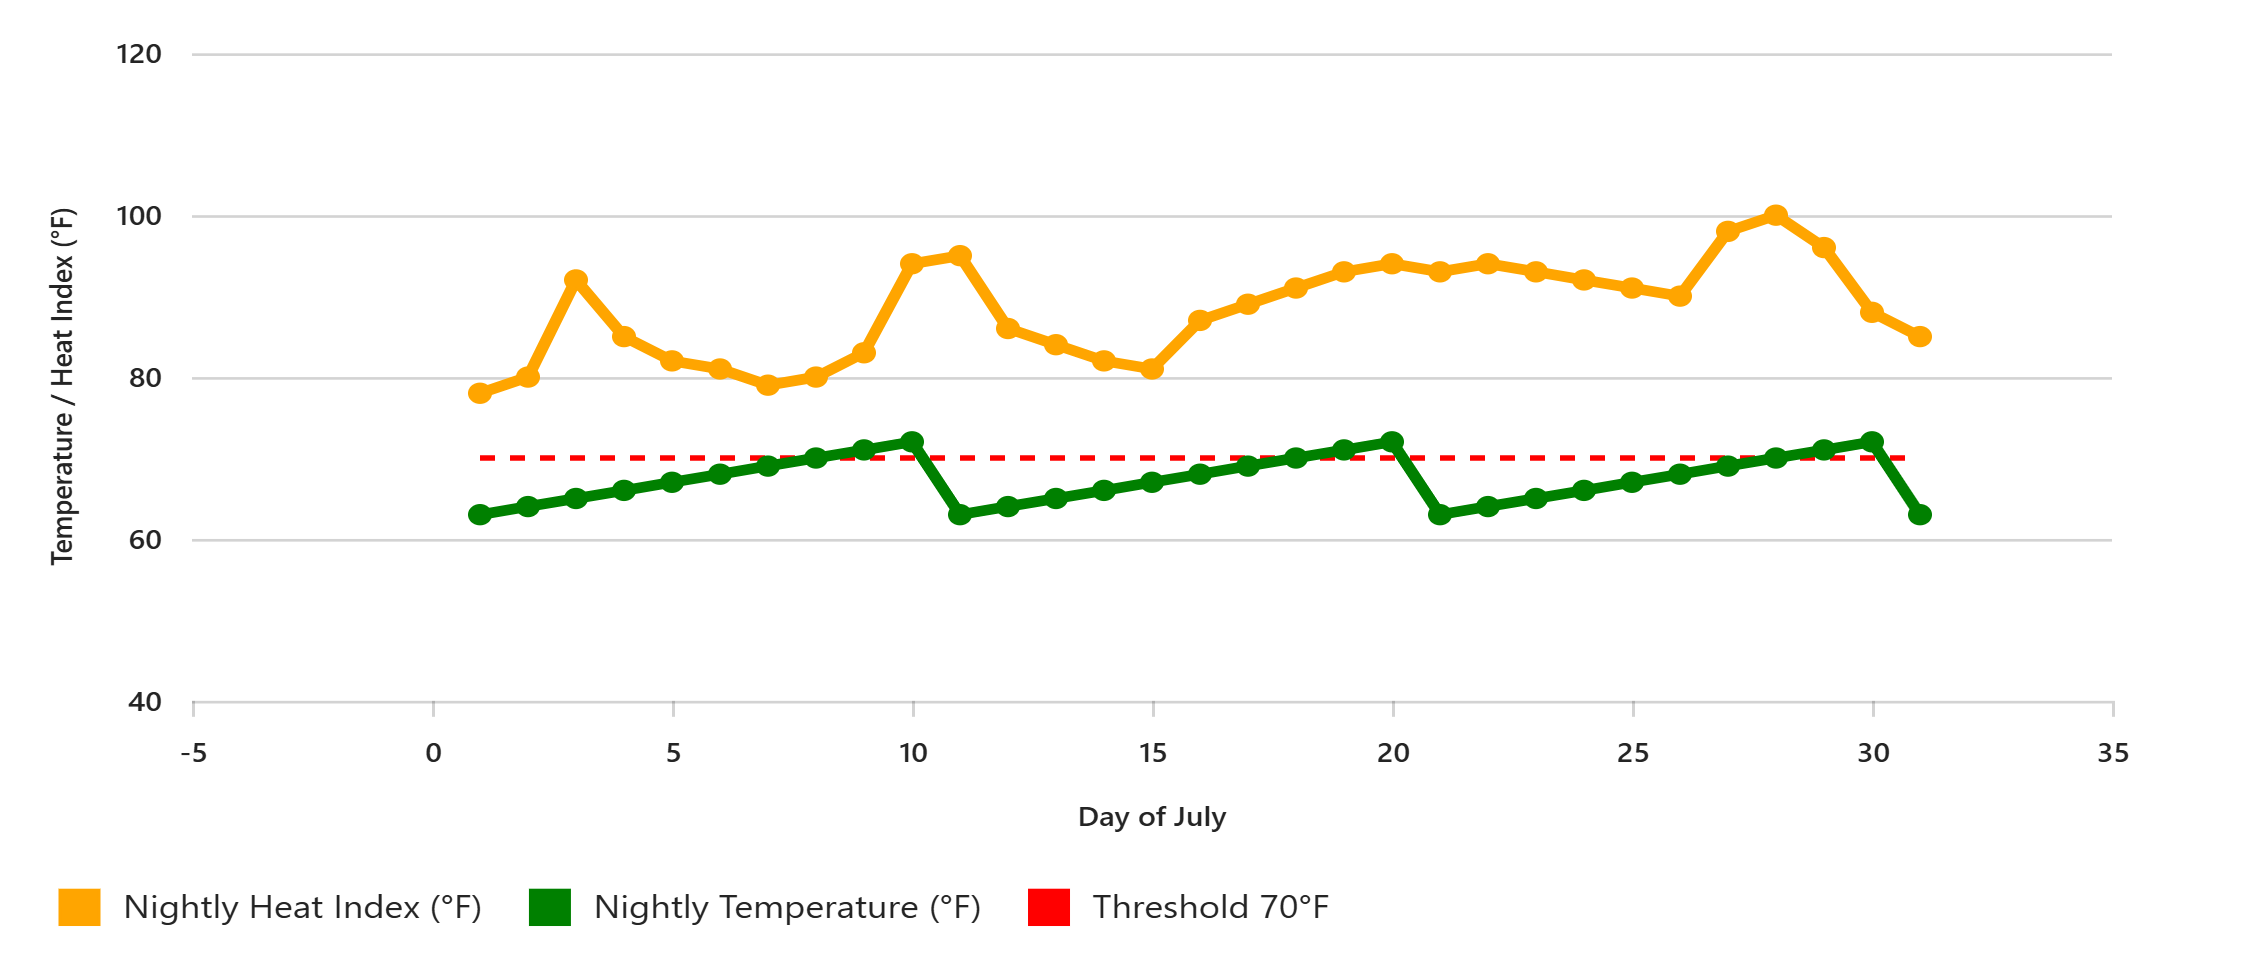 120
100
80
60
40
Temperature / Heat Index (°F)
-5 0 5 10 15 20 25 30 35
Day of July
Nightly Heat Index (°F) Nightly Temperature (°F) Threshold 70°F